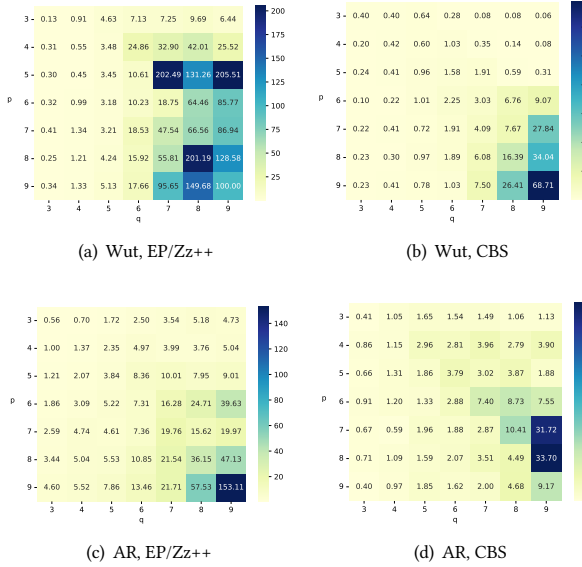 3 0.13 0.91 4.63 7.13 7.25 9.69 6.44
4 0.31 0.55 3.48 24.86 32.90 42.01 25.52
5 0.30 0.45 3.45 10.61 202.49 131.26 205.51
p 6 0.32 0.99 3.18 10.23 18.75 64.46 85.77
7 0.41 1.34 3.21 18.53 47.54 66.56 86.94
8 0.25 1.21 4.24 15.92 55.81 201.19 128.58
9 0.34 1.33 5.13 17.66 95.65 149.68 100.00
3 4 5 6 7 8 9
q
200
175
150
125
100
75
50
25
(a) Wut, EP/Zz++
3 0.40 0.40 0.64 0.28 0.08 0.08 0.06
4 0.20 0.42 0.60 1.03 0.35 0.14 0.08
5 0.21 0.24 0.96 1.58 1.91 0.59 0.31
p 6 0.10 0.22 1.01 2.25 3.03 6.76 9.07
7 0.22 0.41 0.72 1.91 4.09 7.67 27.84
8 0.23 0.30 0.97 1.89 6.08 16.39 34.04
9 0.23 0.41 0.78 1.03 7.50 26.41 68.71
3 4 5 6 7 8 9
q
(b) Wut, CBS
3 0.56 0.70 1.72 2.50 3.54 5.18 4.73
4 1.00 1.37 2.35 4.97 3.99 3.76 5.04
5 1.21 2.07 3.84 8.36 10.01 7.95 9.01
p 6 1.86 3.09 5.22 7.31 16.28 24.71 39.63
7 2.59 4.74 4.61 7.36 19.76 15.62 19.97
8 3.44 5.04 5.53 10.85 21.54 36.15 47.13
9 4.60 5.52 7.86 13.46 21.71 57.53 153.11
3 4 5 6 7 8 9
q
140
120
100
80
60
40
20
(c) AR, EP/Zz++
3 0.41 1.05 1.65 1.54 1.49 1.06 1.13
4 0.86 1.15 2.96 2.81 3.96 2.79 3.90
5 0.66 1.31 1.86 3.79 3.02 3.87 1.88
p 6 0.91 1.20 1.33 2.88 7.40 8.73 7.55
7 0.67 0.59 1.96 1.88 2.87 10.41 31.72
8 0.71 1.09 1.59 2.07 3.51 4.49 33.70
9 0.40 0.97 1.85 1.62 2.00 4.68 9.17
3 4 5 6 7 8 9
q
(d) AR, CBS